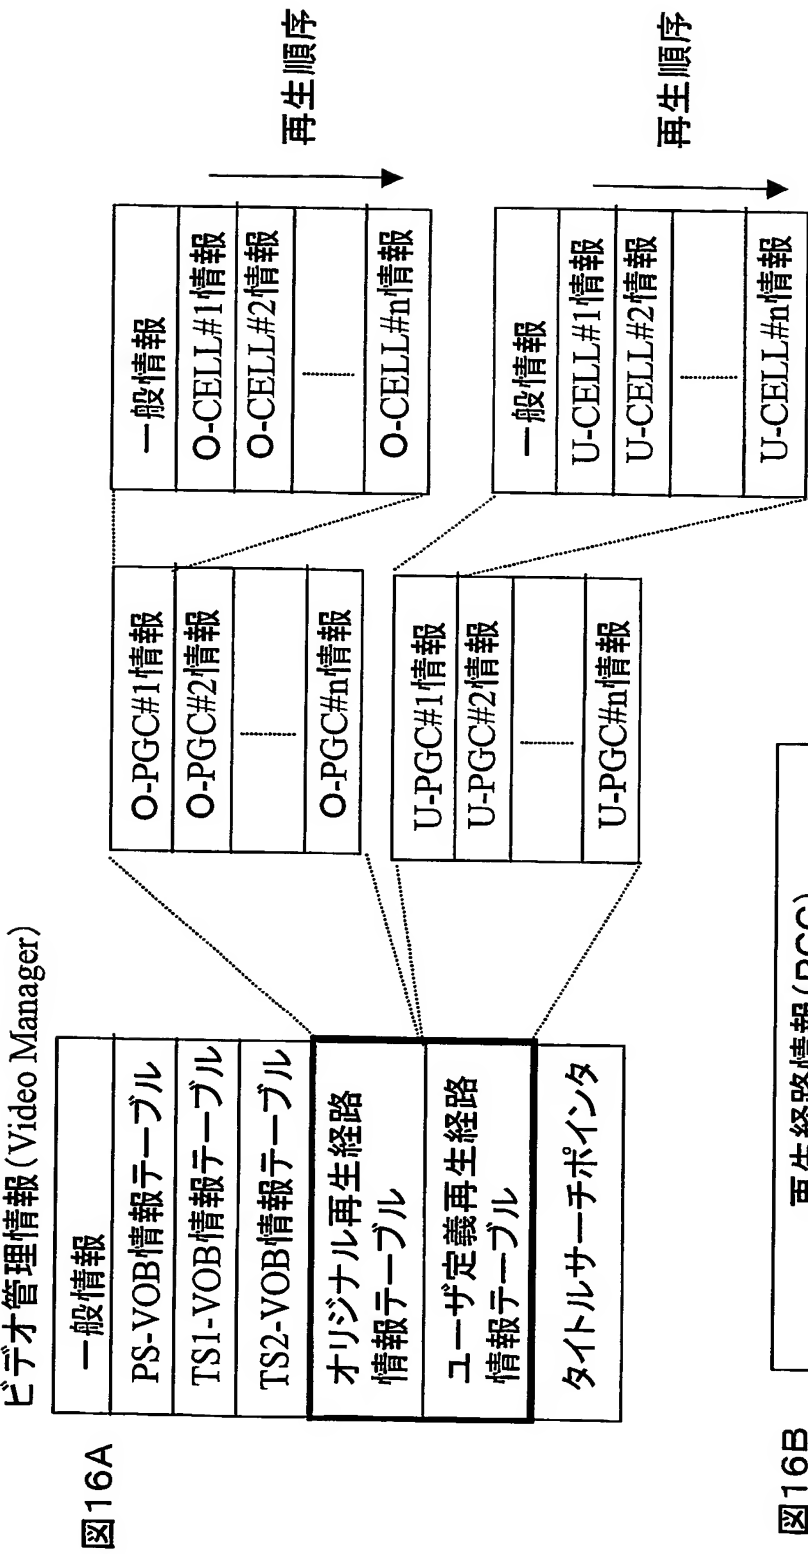 図16A
ビデオ管理情報(Video Manager)
一般情報
PS-VOB情報テーブル
TS1-VOB情報テーブル
TS2-VOB情報テーブル
オリジナル再生経路
情報テーブル
ユーザ定義再生経路
情報テーブル
タイトルサーチポインタ
O-PGC#1情報
O-PGC#2情報
O-PGC#n情報
U-PGC#1情報
U-PGC#2情報
U-PGC#n情報
一般情報
O-CELL#1情報
O-CELL#2情報
O-CELL#n情報
再生順序
一般情報
U-CELL#1情報
U-CELL#2情報
U-CELL#n情報
再生順序
図16B
再生経路情報(PGC)